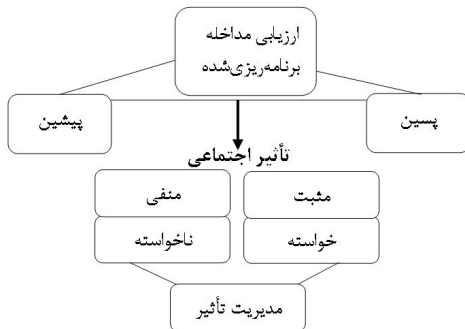 ارزیابی مداخله
برنامه‌ریزی‌شده
پسین
پیشین
تأثیر اجتماعی
مثبت
منفی
خواسته
ناخواسته
مدیریت تأثیر